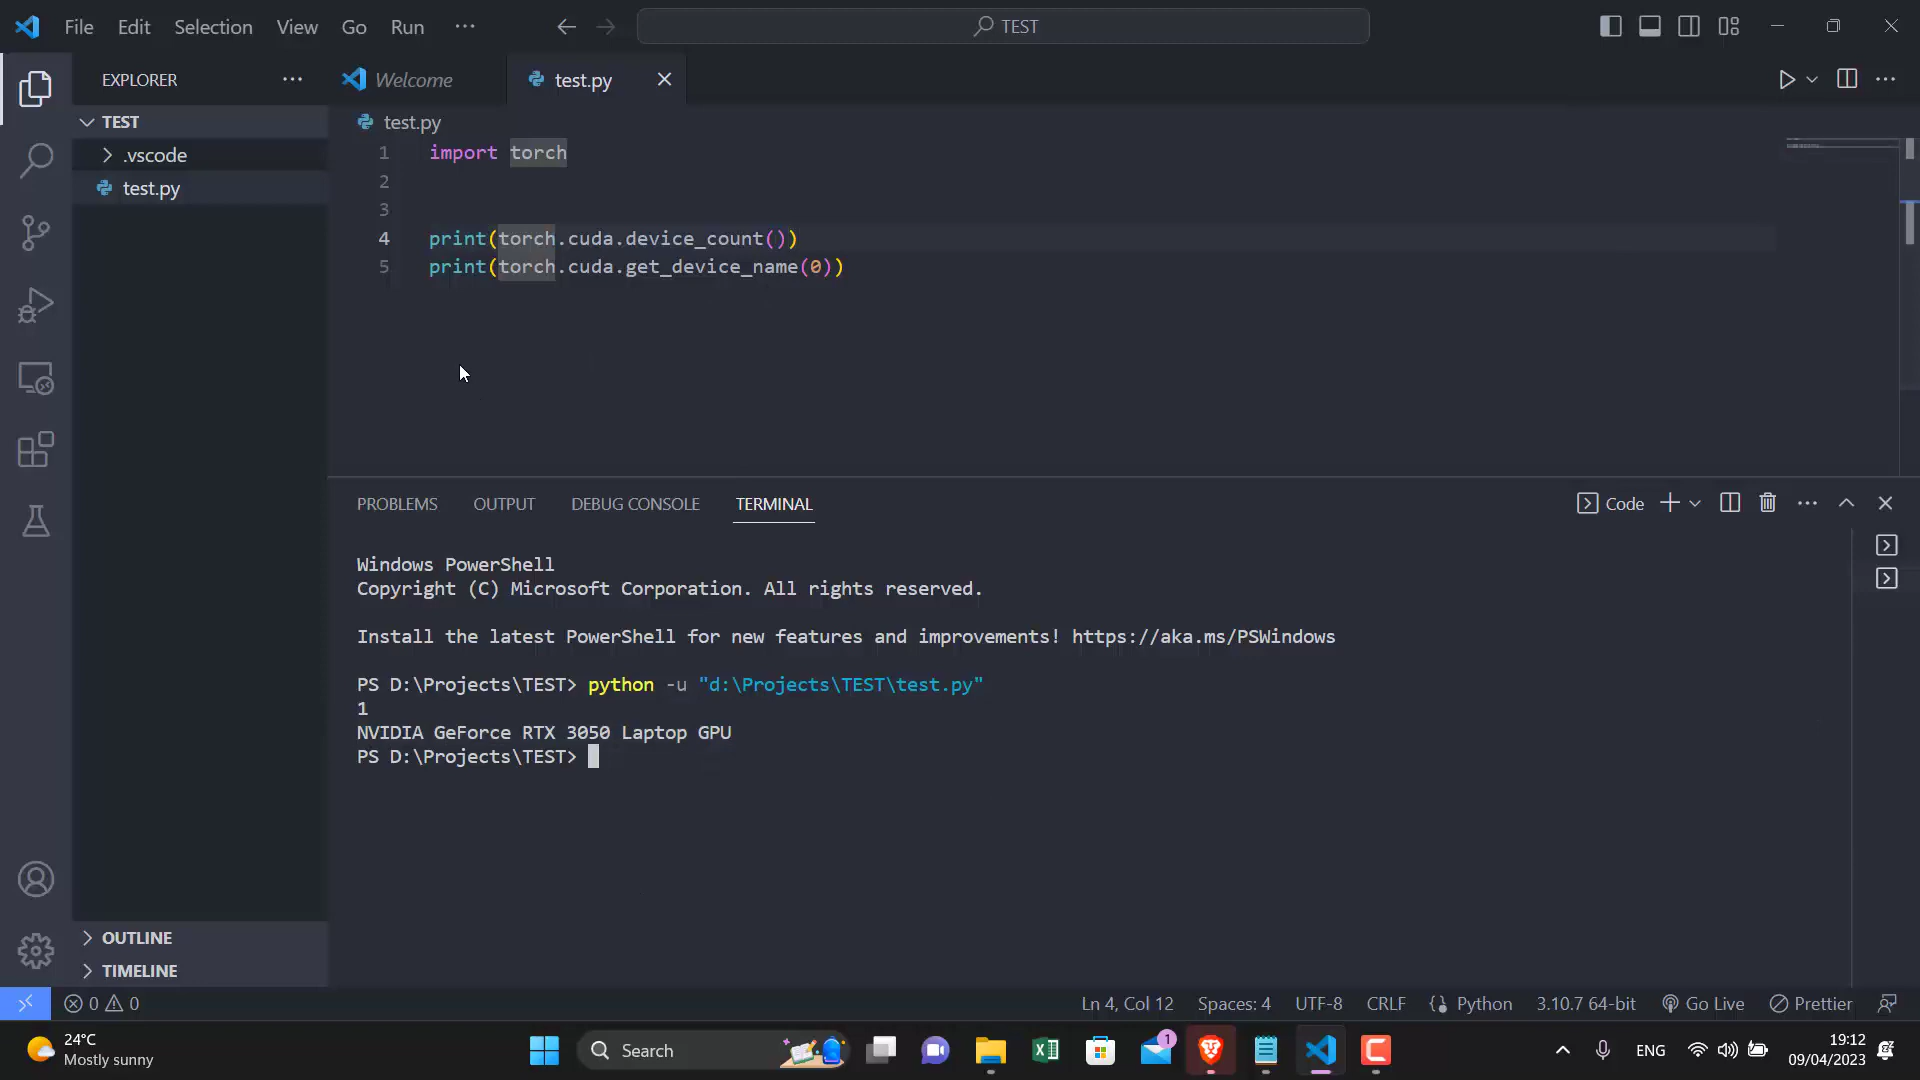 File Edit Selection View Go Run ··· TEST
EXPLORER ···
Welcome test.py
TEST
.vscode
test.py
test.py
1 import torch
2
3
4 print(torch.cuda.device_count())
5 print(torch.cuda.get_device_name(0))
PROBLEMS OUTPUT DEBUG CONSOLE TERMINAL Code
Windows PowerShell
Copyright (C) Microsoft Corporation. All rights reserved.
Install the latest PowerShell for new features and improvements! https://aka.ms/PSWindows
PS D:\Projects\TEST> python -u "d:\Projects\TEST\test.py"
1
NVIDIA GeForce RTX 3050 Laptop GPU
PS D:\Projects\TEST>
OUTLINE
TIMELINE
0 0 Ln 4, Col 12 Spaces: 4 UTF-8 CRLF Python 3.10.7 64-bit Go Live Prettier
24°C
Mostly sunny
Search
1
ENG
19:12
09/04/2023